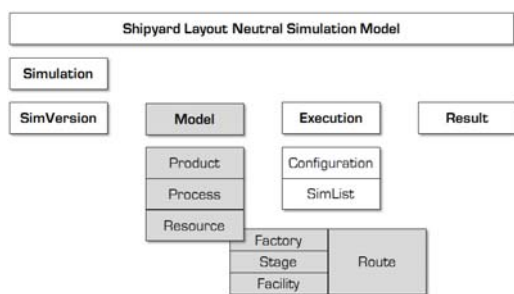 Shipyard Layout Neutral Simulation Model
Simulation
SimVersion
Model
Execution
Result
Product
Configuration
Process
SimList
Resource
Factory
Stage
Route
Facility